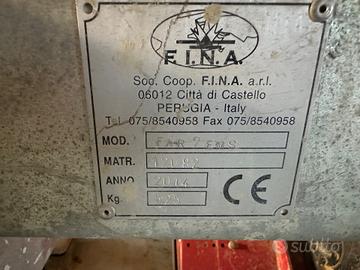 F.I.N.A.
Soc. Coop. F.I.N.A. a.r.l.
06012 Città di Castello
PERUGIA - Italy
Tel. 075/8540958 Fax 075/8540958
MOD.
MATR.
ANNO
Kg.
CE
subito